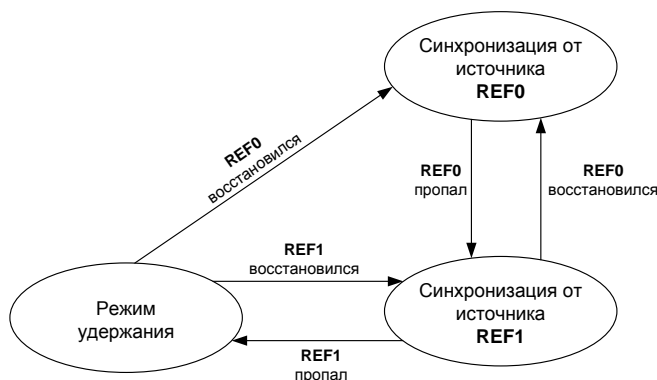 Синхронизация от
источника
REF0
REF0
восстановился
REF0
пропал
REF0
восстановился
REF1
восстановился
Режим
удержания
Синхронизация от
источника
REF1
REF1
пропал